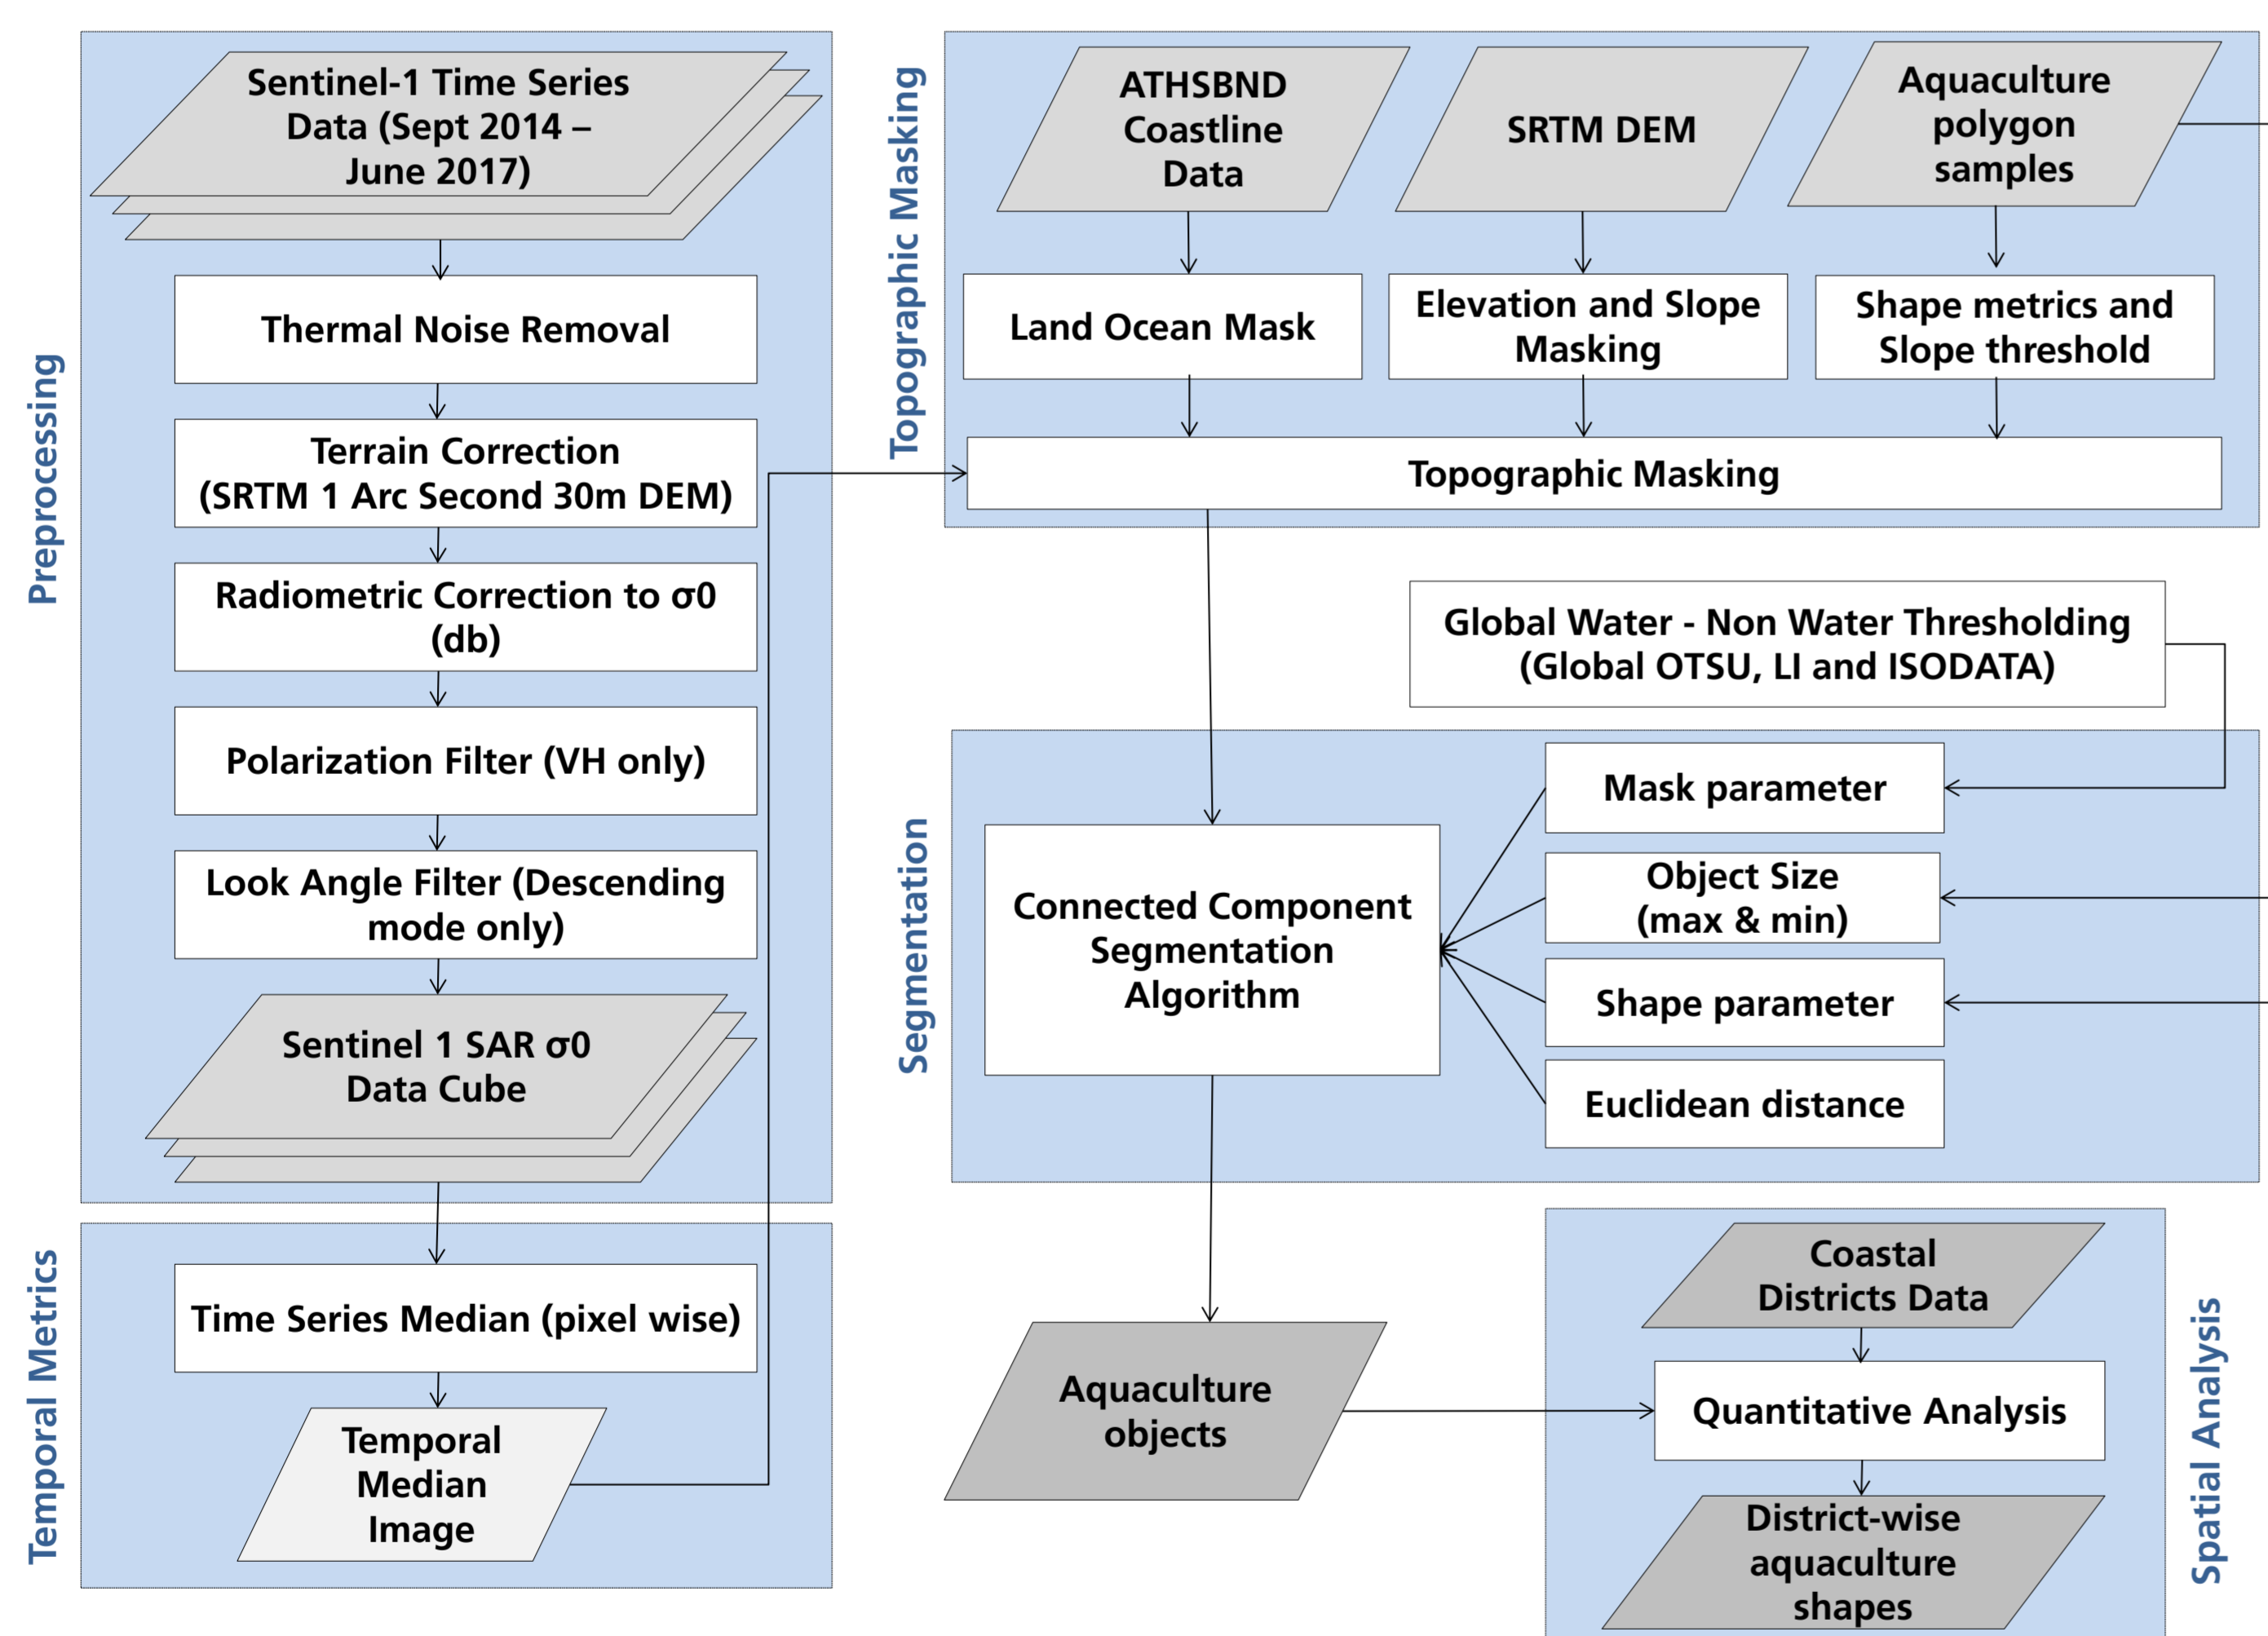 Preprocessing
Sentinel-1 Time Series
Data (Sept 2014 –
June 2017)
Thermal Noise Removal
Terrain Correction
(SRTM 1 Arc Second 30m DEM)
Radiometric Correction to σ0
(db)
Polarization Filter (VH only)
Look Angle Filter (Descending
mode only)
Sentinel 1 SAR σ0
Data Cube
Temporal Metrics
Time Series Median (pixel wise)
Temporal
Median
Image
Topographic Masking
ATHSBND
Coastline
Data
SRTM DEM
Aquaculture
polygon
samples
Land Ocean Mask
Elevation and Slope
Masking
Shape metrics and
Slope threshold
Topographic Masking
Global Water - Non Water Thresholding
(Global OTSU, LI and ISODATA)
Segmentation
Connected Component
Segmentation
Algorithm
Mask parameter
Object Size
(max & min)
Shape parameter
Euclidean distance
Aquaculture
objects
Spatial Analysis
Coastal
Districts Data
Quantitative Analysis
District-wise
aquaculture
shapes